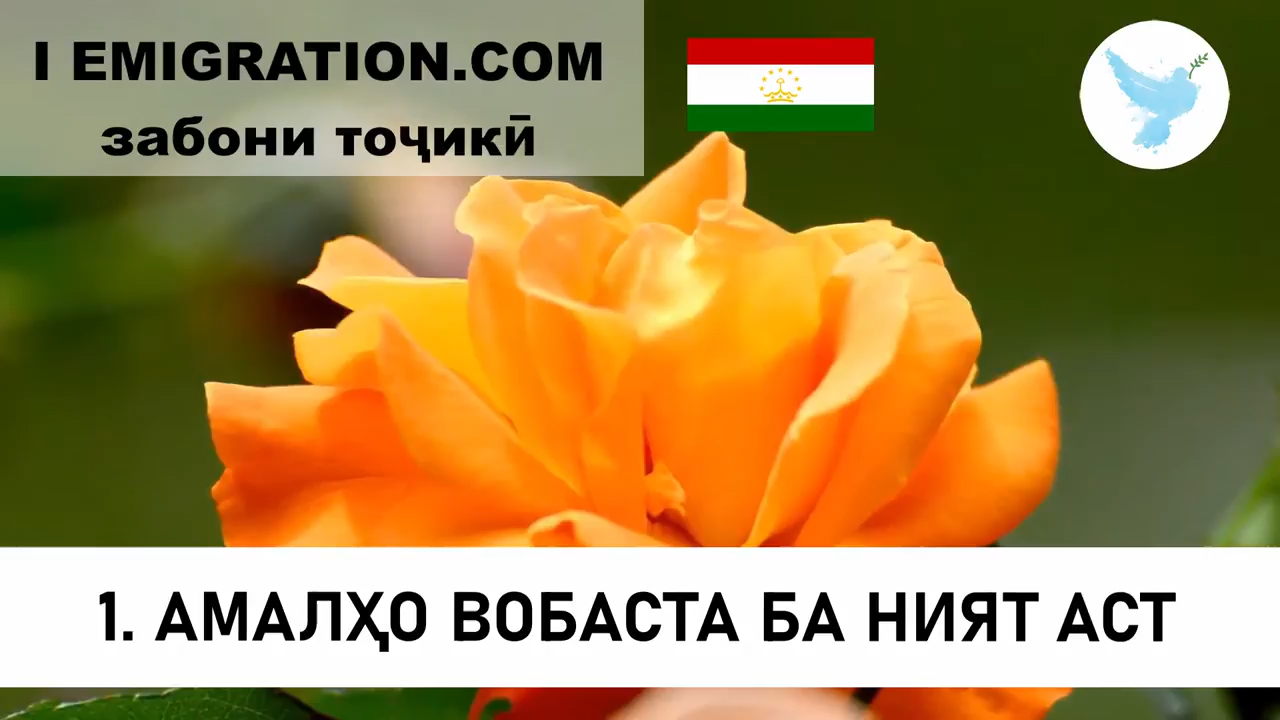 I EMIGRATION.COM
забони тоҷикӣ
1. АМАЛҲО ВОБАСТА БА НИЯТ АСТ